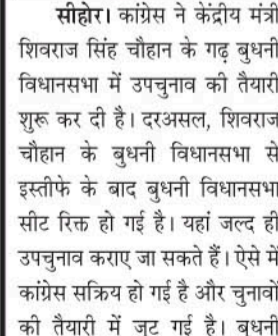 सीहोर। कांग्रेस ने केंद्रीय मंत्री
शिवराज सिंह चौहान के गढ़ बुधनी
विधानसभा में उपचुनाव की तैयारी
शुरू कर दी है। दरअसल, शिवराज
चौहान के बुधनी विधानसभा से
इस्तीफे के बाद बुधनी विधानसभा
सीट रिक्त हो गई है। यहां जल्द ही
उपचुनाव कराए जा सकते हैं। ऐसे में
कांग्रेस सक्रिय हो गई है और चुनावों
की तैयारी में जुट गई है। बुधनी